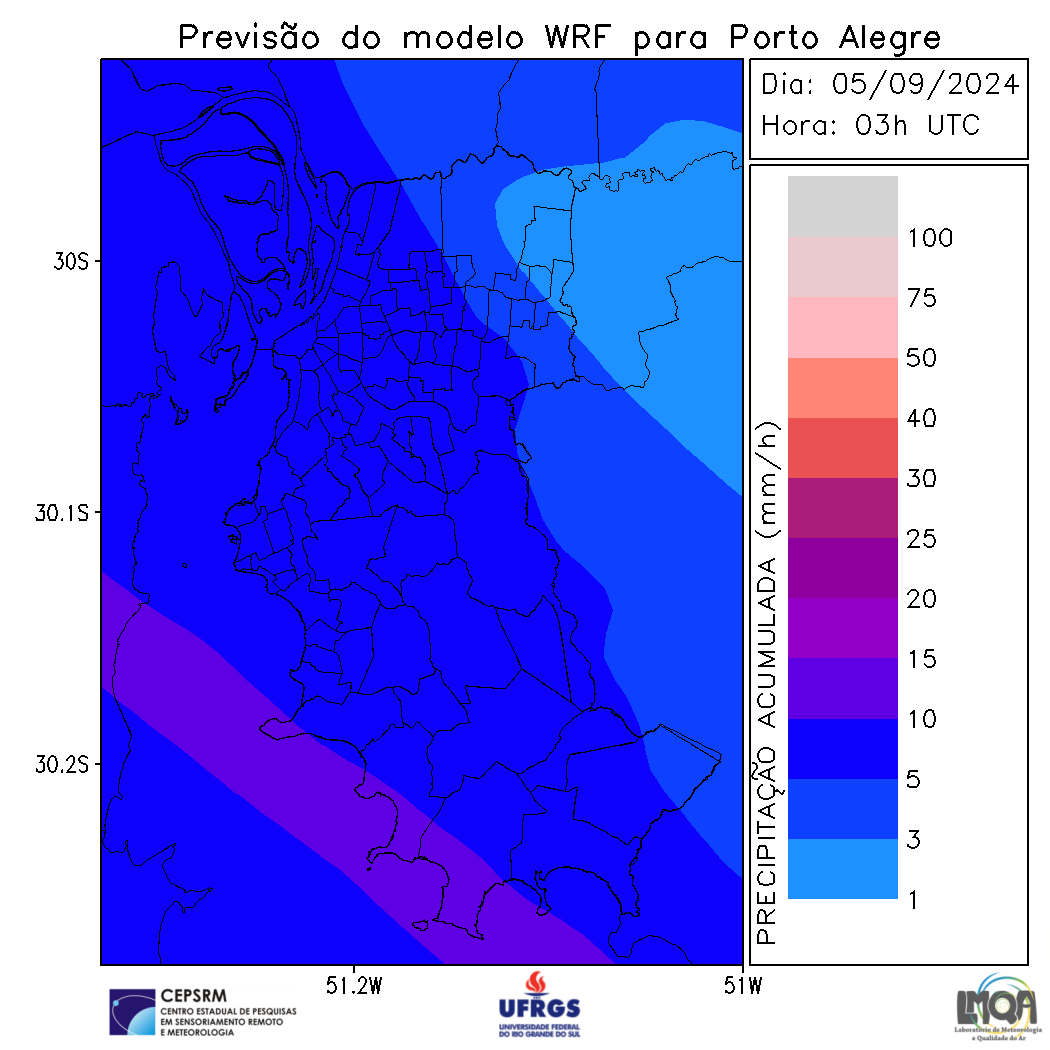 Previsão do modelo WRF para Porto Alegre
Dia: 05/09/2024
Hora: 03h UTC
30S
30.1S
30.2S
51.2W
51W
PRECIPITAÇÃO ACUMULADA (mm/h)
100
75
50
40
30
25
20
15
10
5
3
1
CEPSRM
CENTRO ESTADUAL DE PESQUISAS
EM SENSORIAMENTO REMOTO
E METEOROLOGIA
UFRGS
UNIVERSIDADE FEDERAL
DO RIO GRANDE DO SUL
LMQA
Laboratório de Meteorologia
e Qualidade do Ar